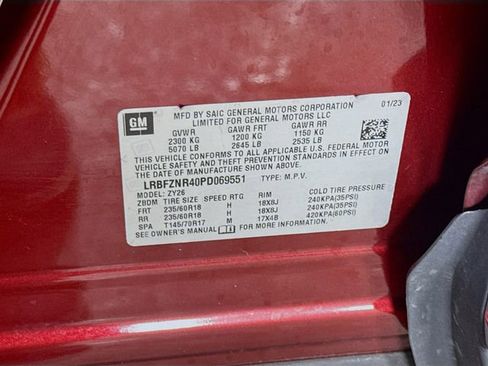 GM
MFD BY SAIC GENERAL MOTORS CORPORATION
LIMITED FOR GENERAL MOTORS LLC
01/23
GVWR GAWR FRT GAWR RR
2300 KG 1200 KG 1150 KG
5070 LB 2645 LB 2535 LB
THIS VEHICLE CONFORMS TO ALL APPLICABLE U.S. FEDERAL MOTOR
VEHICLE SAFETY AND THEFT PREVENTION STANDARDS IN EFFECT ON
THE DATE OF MANUFACTURE SHOWN ABOVE.
LRBFZNR40PD069551 TYPE: M.P.V.
MODEL: ZY26
ZBDM TIRE SIZE SPEED RTG RIM COLD TIRE PRESSURE
FRT 235/60R18 H 18X8J 240KPA(35PSI)
RR 235/60R18 H 18X8J 240KPA(35PSI)
SPA T145/70R17 M 17X4B 420KPA(60PSI)
SEE OWNER'S MANUAL FOR MORE INFORMATION.